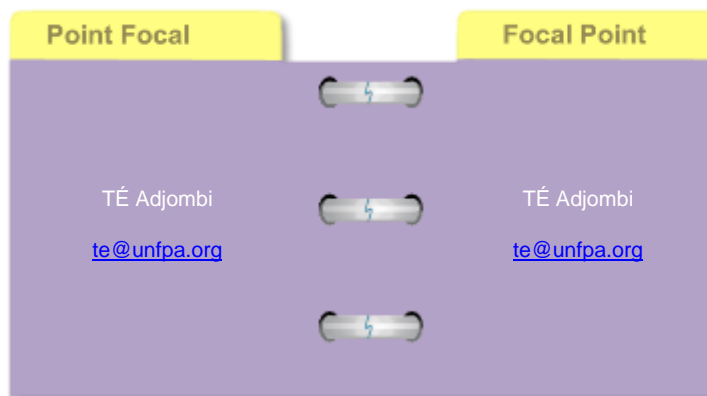 Point Focal
Focal Point
TÉ Adjombi
te@unfpa.org
TÉ Adjombi
te@unfpa.org